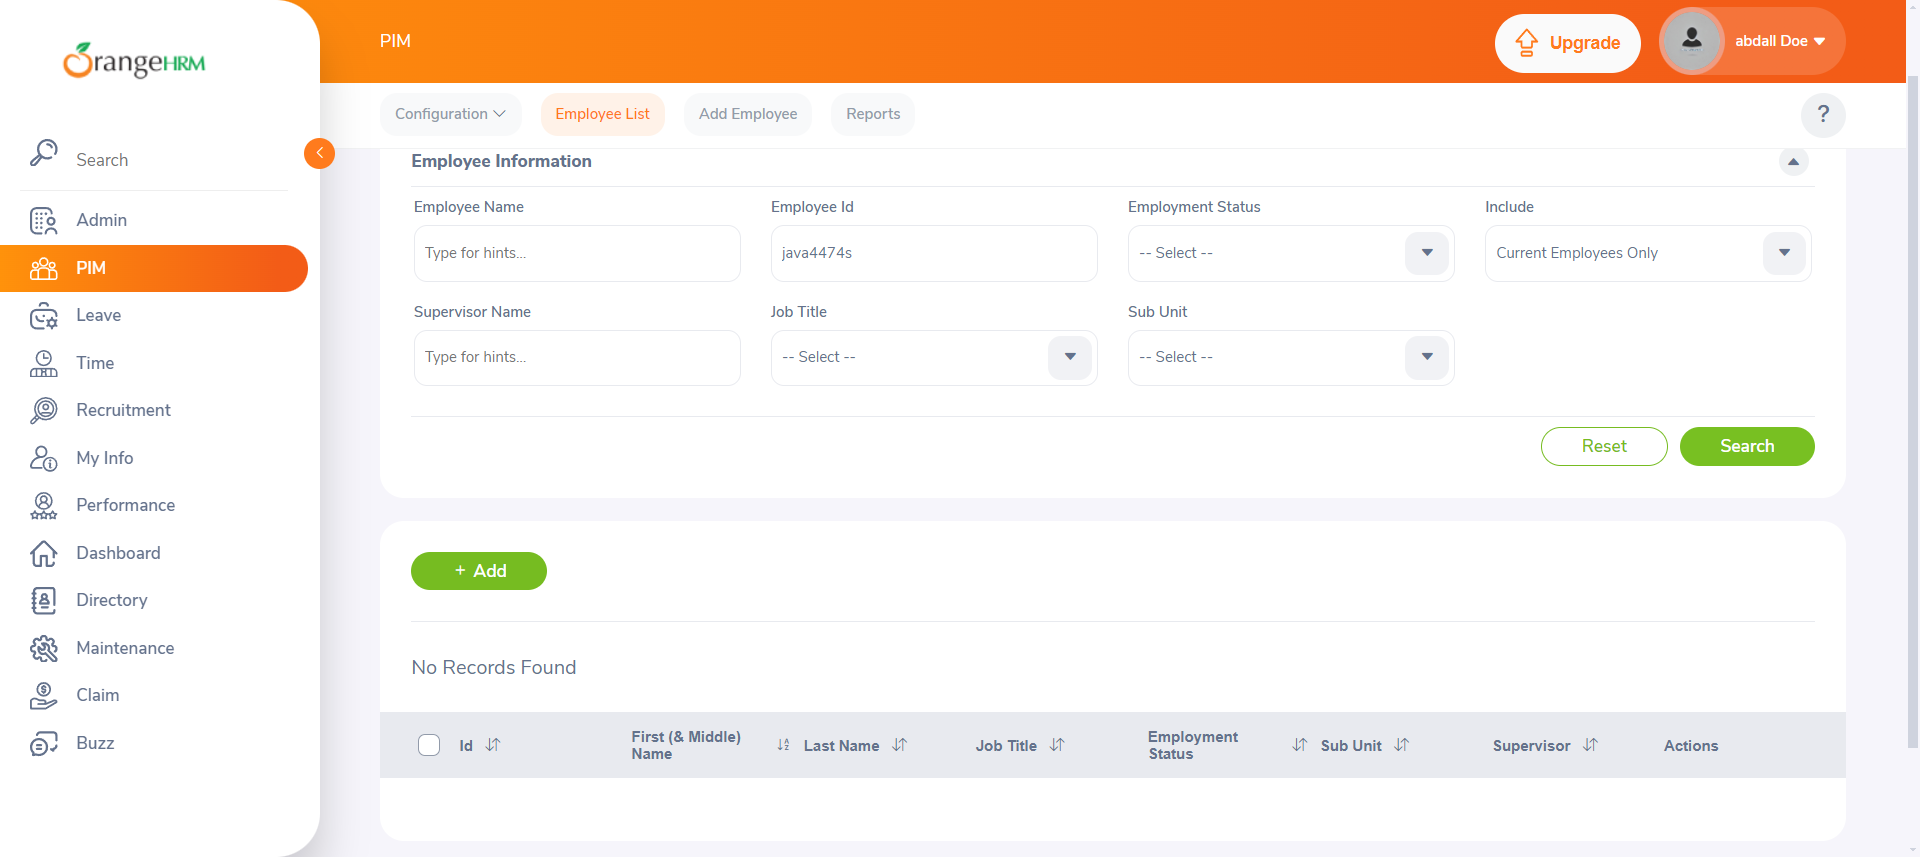 OrangeHRM
PIM
Upgrade
abdall Doe
Configuration
Employee List
Add Employee
Reports
?
Search
Admin
PIM
Leave
Time
Recruitment
My Info
Performance
Dashboard
Directory
Maintenance
Claim
Buzz
Employee Information
Employee Name
Employee Id
Employment Status
Include
Type for hints...
java4474s
-- Select --
Current Employees Only
Supervisor Name
Job Title
Sub Unit
Type for hints...
-- Select --
-- Select --
Reset
Search
+ Add
No Records Found
Id
First (& Middle)
Name
Last Name
Job Title
Employment
Status
Sub Unit
Supervisor
Actions